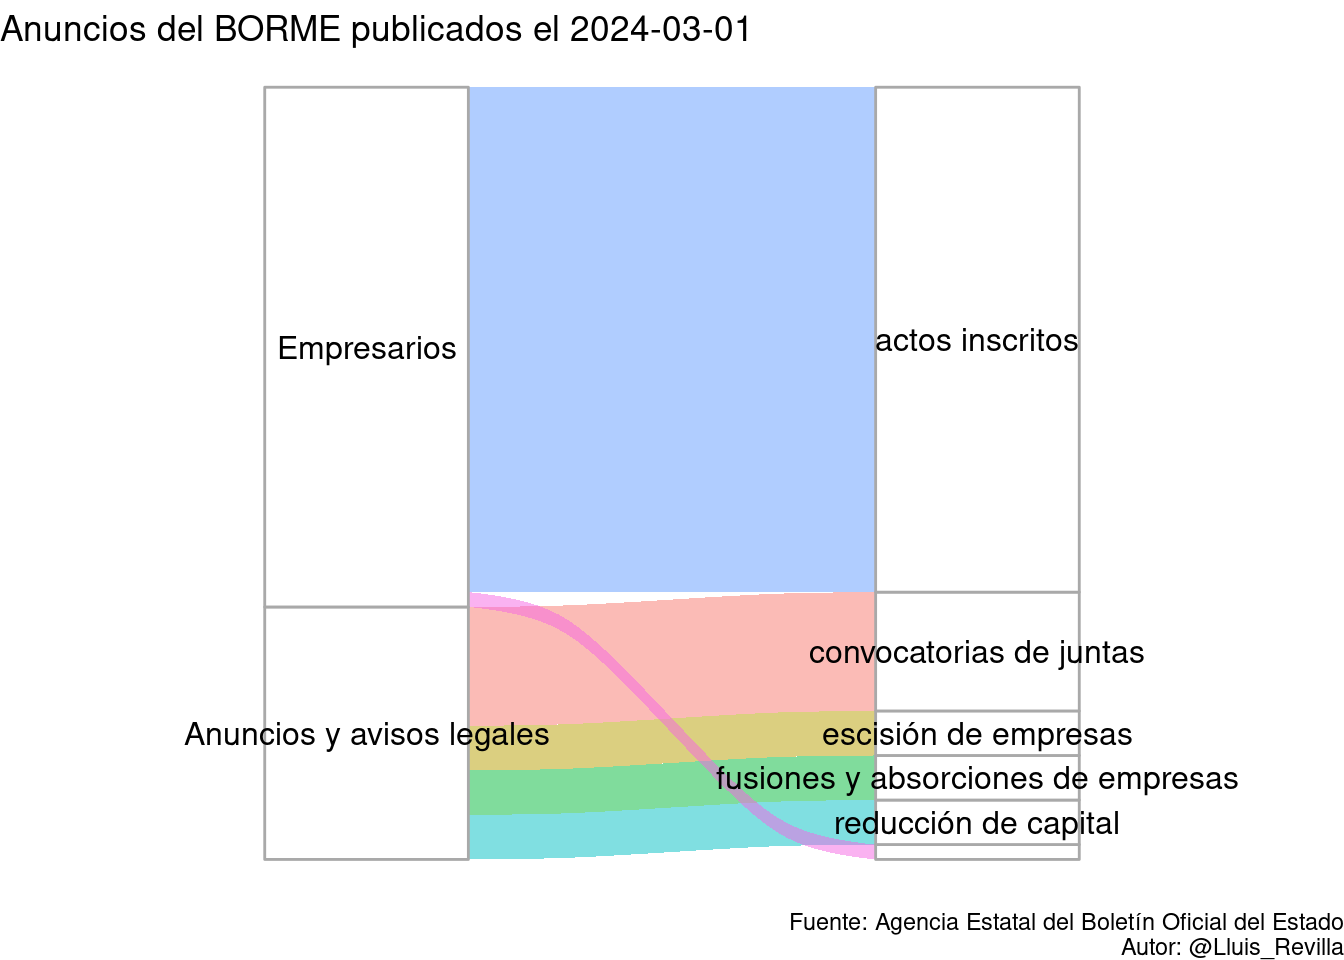 Anuncios del BORME publicados el 2024-03-01
Empresarios
actos inscritos
convocatorias de juntas
Anuncios y avisos legales
escisión de empresas
fusiones y absorciones de empresas
reducción de capital
Fuente: Agencia Estatal del Boletín Oficial del Estado
Autor: @Lluis_Revilla